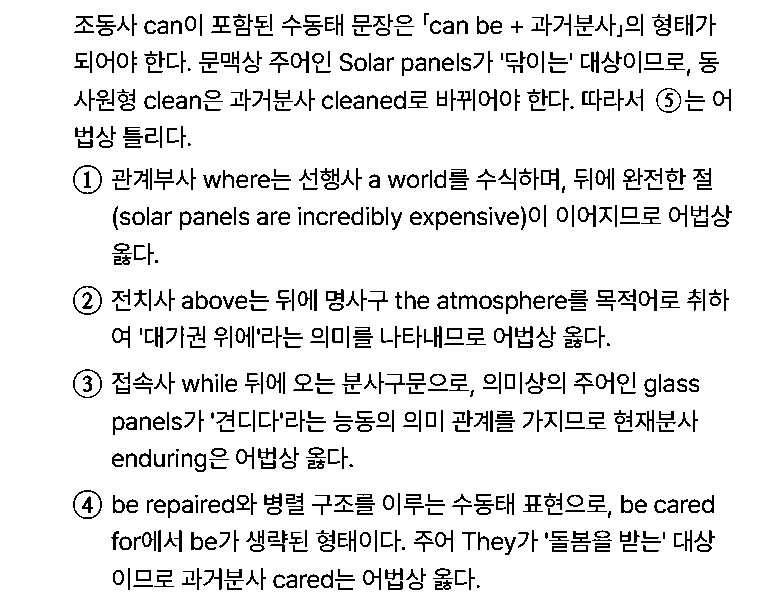 조동사 can이 포함된 수동태 문장은 「can be + 과거분사」의 형태가
되어야 한다. 문맥상 주어인 Solar panels가 '닦이는' 대상이므로, 동
사원형 clean은 과거분사 cleaned로 바뀌어야 한다. 따라서 ⑤는 어
법상 틀리다.
① 관계부사 where는 선행사 a world를 수식하며, 뒤에 완전한 절
(solar panels are incredibly expensive)이 이어지므로 어법상
옳다.
② 전치사 above는 뒤에 명사구 the atmosphere를 목적어로 취하
여 '대기권 위에'라는 의미를 나타내므로 어법상 옳다.
③ 접속사 while 뒤에 오는 분사구문으로, 의미상의 주어인 glass
panels가 '견디다'라는 능동의 의미 관계를 가지므로 현재분사
enduring은 어법상 옳다.
④ be repaired와 병렬 구조를 이루는 수동태 표현으로, be cared
for에서 be가 생략된 형태이다. 주어 They가 '돌봄을 받는' 대상
이므로 과거분사 cared는 어법상 옳다.